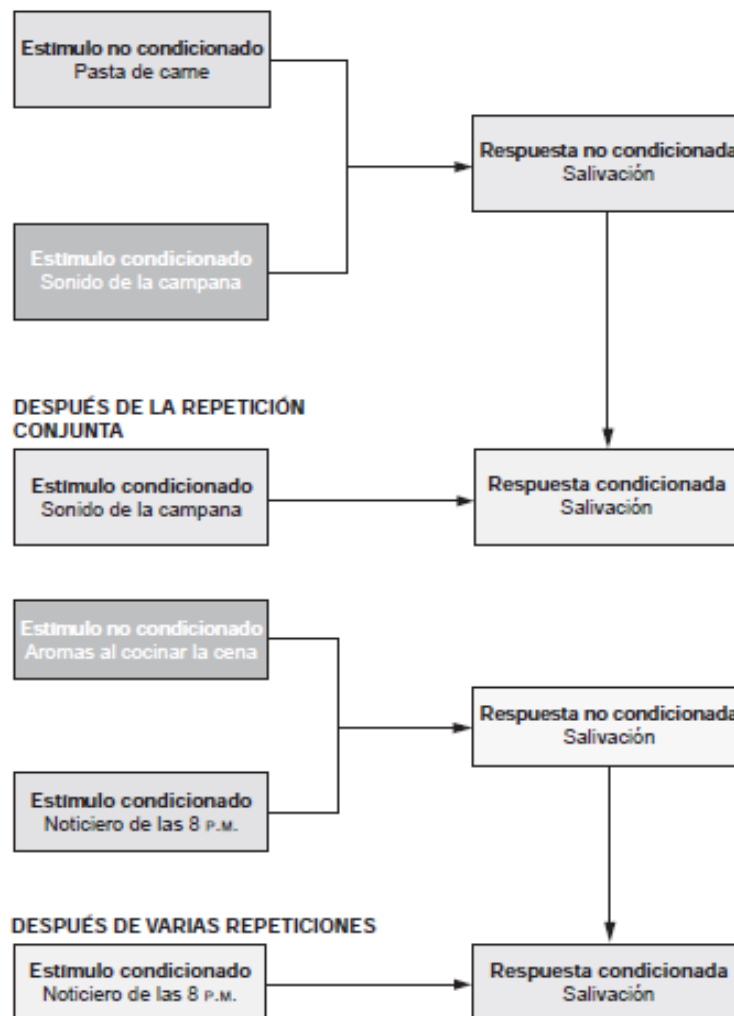 Estímulo no condicionado
Pasta de carne
Respuesta no condicionada
Salivación
Estímulo condicionado
Sonido de la campana
DESPUÉS DE LA REPETICIÓN
CONJUNTA
Estímulo condicionado
Sonido de la campana
Respuesta condicionada
Salivación
Estímulo no condicionado
Aromas al cocinar la cena
Respuesta no condicionada
Salivación
Estímulo condicionado
Noticiero de las 8 P.M.
DESPUÉS DE VARIAS REPETICIONES
Estímulo condicionado
Noticiero de las 8 P.M.
Respuesta condicionada
Salivación